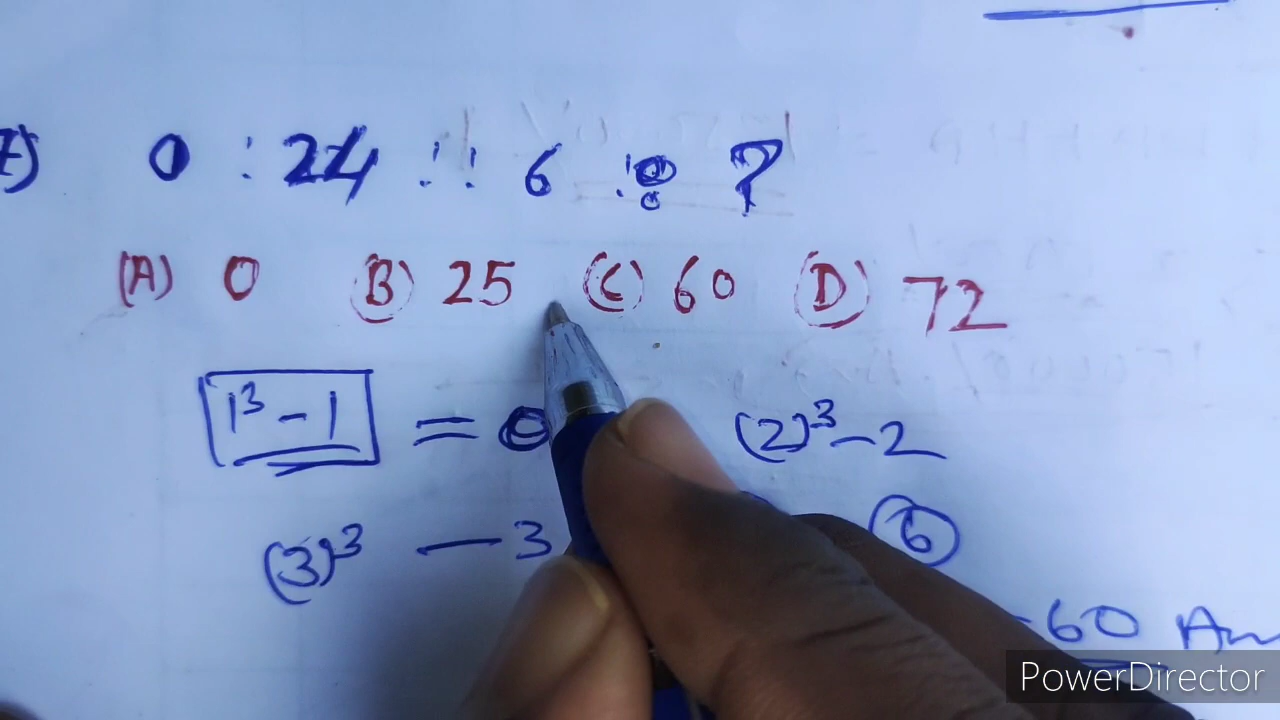 7) 0 : 24 :: 6 : ?
(A) 0 (B) 25 (C) 60 (D) 72
1³ - 1 = 0 (2)³ - 2
(3)³ - 3 6
60
PowerDirector